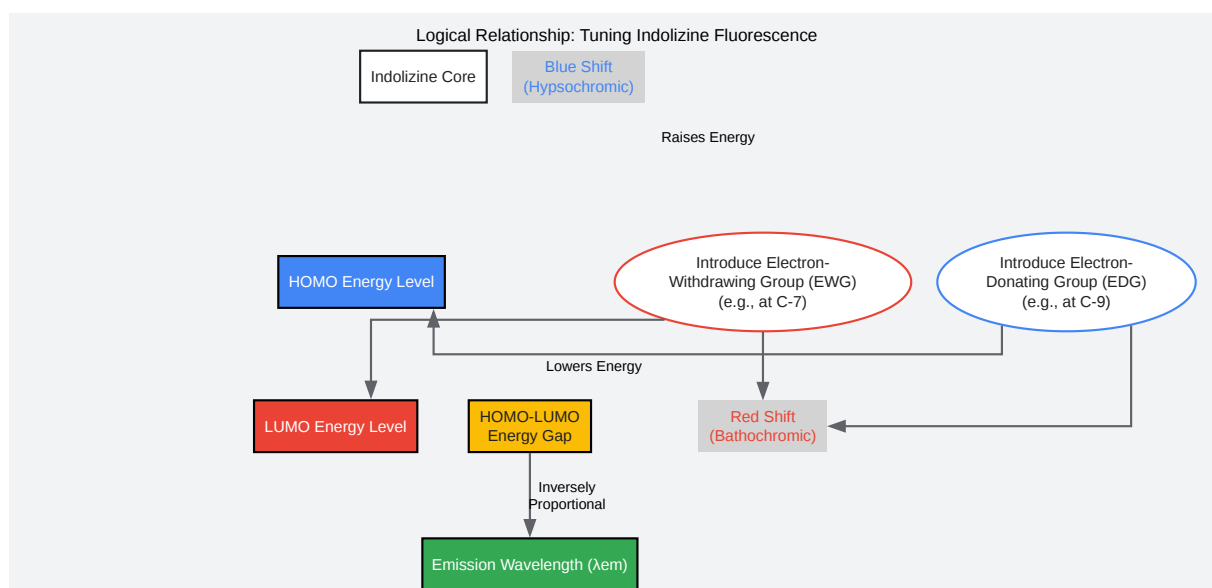 Logical Relationship: Tuning Indolizine Fluorescence
Indolizine Core
Blue Shift
(Hypsochromic)
Raises Energy
HOMO Energy Level
Introduce Electron-
Withdrawing Group (EWG)
(e.g., at C-7)
Introduce Electron-
Donating Group (EDG)
(e.g., at C-9)
Lowers Energy
LUMO Energy Level
HOMO-LUMO
Energy Gap
Red Shift
(Bathochromic)
Inversely
Proportional
Emission Wavelength (λem)